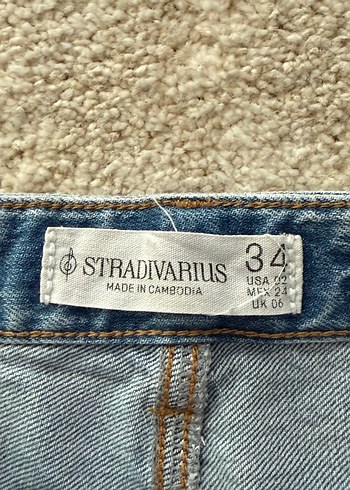 STRADIVARIUS
MADE IN CAMBODIA
34
USA 02
MEX 24
UK 06